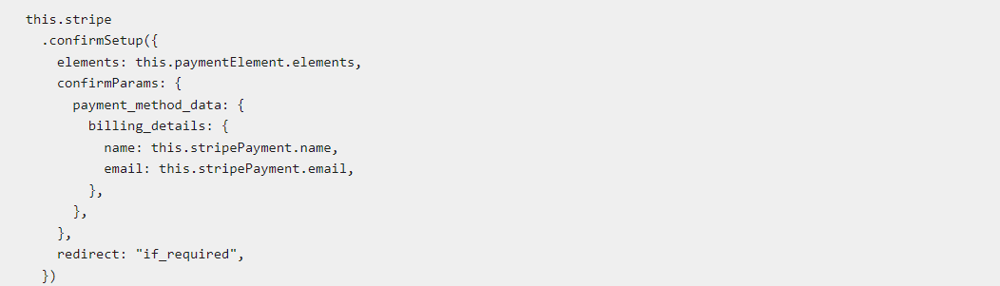 this.stripe
  .confirmSetup({
    elements: this.paymentElement.elements,
    confirmParams: {
      payment_method_data: {
        billing_details: {
          name: this.stripePayment.name,
          email: this.stripePayment.email,
        },
      },
    },
    redirect: "if_required",
  })